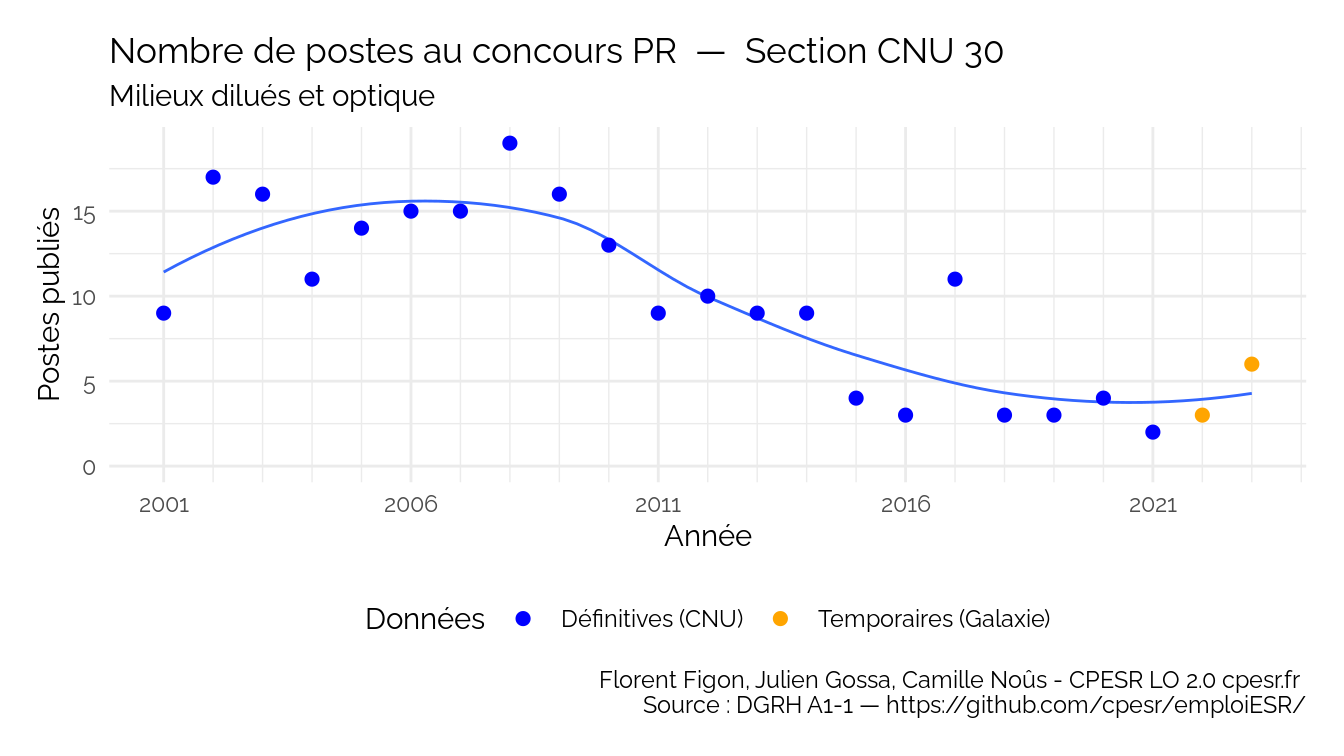 Nombre de postes au concours PR — Section CNU 30
Milieux dilués et optique
Postes publiés
15
10
5
0
2001 2006 2011 2016 2021
Année
Données Définitives (CNU) Temporaires (Galaxie)
Florent Figon, Julien Gossa, Camille Noûs - CPESR LO 2.0 cpesr.fr
Source : DGRH A1-1 — https://github.com/cpesr/emploiESR/